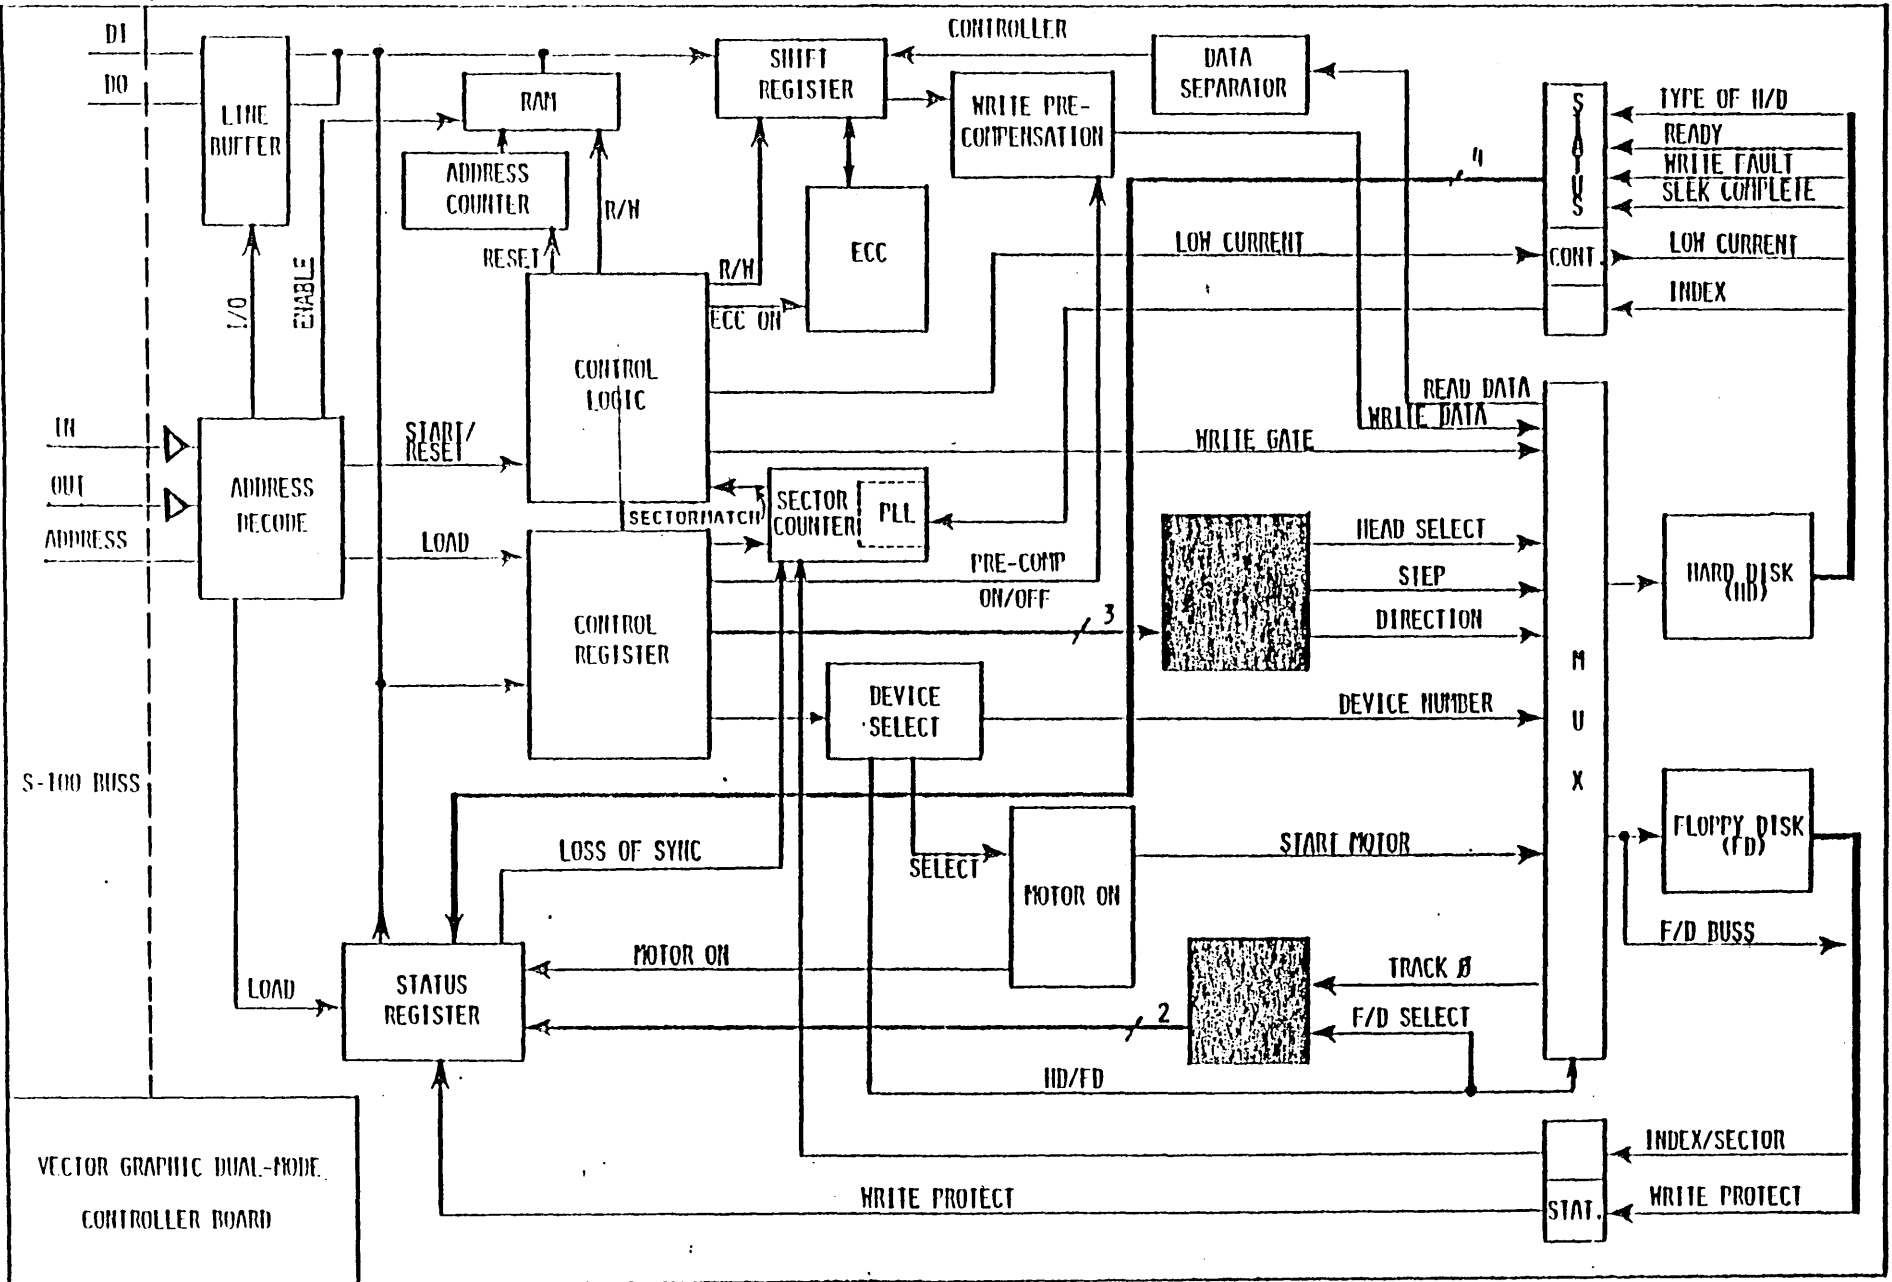 DI
DO
LINE
BUFFER
RAM
ADDRESS
COUNTER
RESET
R/W
SHIFT
REGISTER
CONTROLLER
WRITE PRE-
COMPENSATION
DATA
SEPARATOR
ECC
R/W
ECC ON
I/O
ENABLE
STATUS
TYPE OF H/D
READY
WRITE FAULT
SEEK COMPLETE
4
LOW CURRENT
CONT.
LOW CURRENT
INDEX
CONTROL
LOGIC
READ DATA
WRITE DATA
WRITE GATE
IN
OUT
ADDRESS
ADDRESS
DECODE
START/
RESET
LOAD
SECTORMATCH
SECTOR
COUNTER
PLL
PRE-COMP
ON/OFF
3
CONTROL
REGISTER
HEAD SELECT
STEP
DIRECTION
MUX
HARD DISK
(HD)
DEVICE
SELECT
DEVICE NUMBER
S-100 BUSS
LOSS OF SYNC
SELECT
MOTOR ON
START MOTOR
FLOPPY DISK
(FD)
F/D BUSS
LOAD
STATUS
REGISTER
MOTOR ON
2
TRACK 0
F/D SELECT
HD/FD
INDEX/SECTOR
WRITE PROTECT
STAT.
WRITE PROTECT
VECTOR GRAPHIC DUAL-MODE
CONTROLLER BOARD